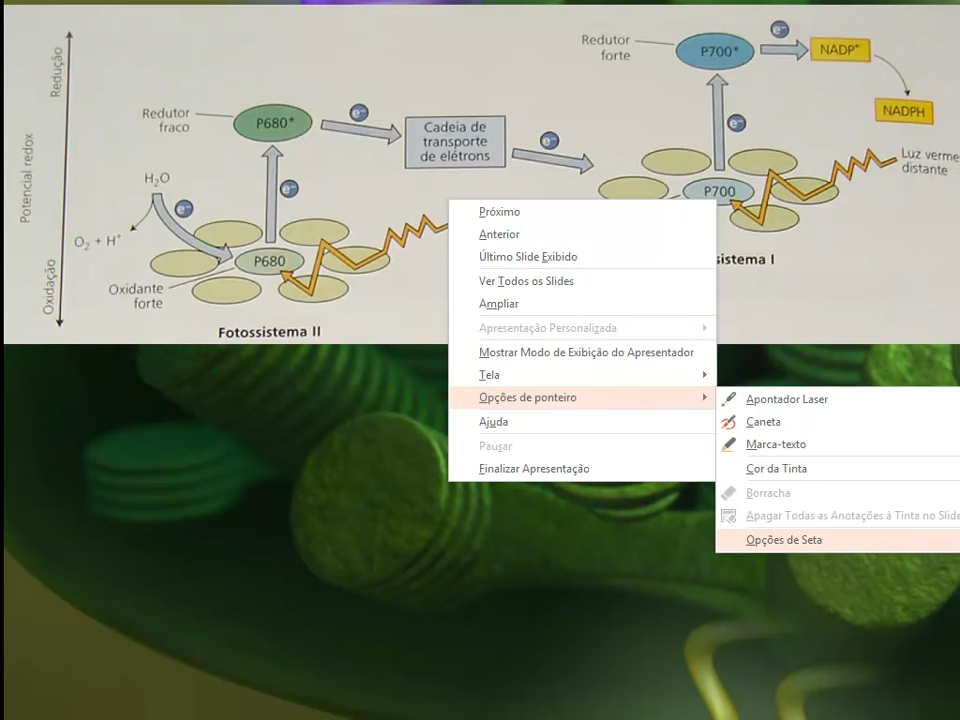 Redução
Potencial redox
Oxidação
Redutor
fraco
P680*
e⁻
Cadeia de
transporte
de elétrons
e⁻
Redutor
forte
P700*
e⁻
NADP⁺
NADPH
e⁻
Luz verme
distante
P700
H₂O
e⁻
e⁻
O₂ + H⁺
P680
Oxidante
forte
Fotossistema II
sistema I
Próximo
Anterior
Último Slide Exibido
Ver Todos os Slides
Ampliar
Apresentação Personalizada
Mostrar Modo de Exibição do Apresentador
Tela
Opções de ponteiro
Ajuda
Pausar
Finalizar Apresentação
Apontador Laser
Caneta
Marca-texto
Cor da Tinta
Borracha
Apagar Todas as Anotações à Tinta no Slide
Opções de Seta